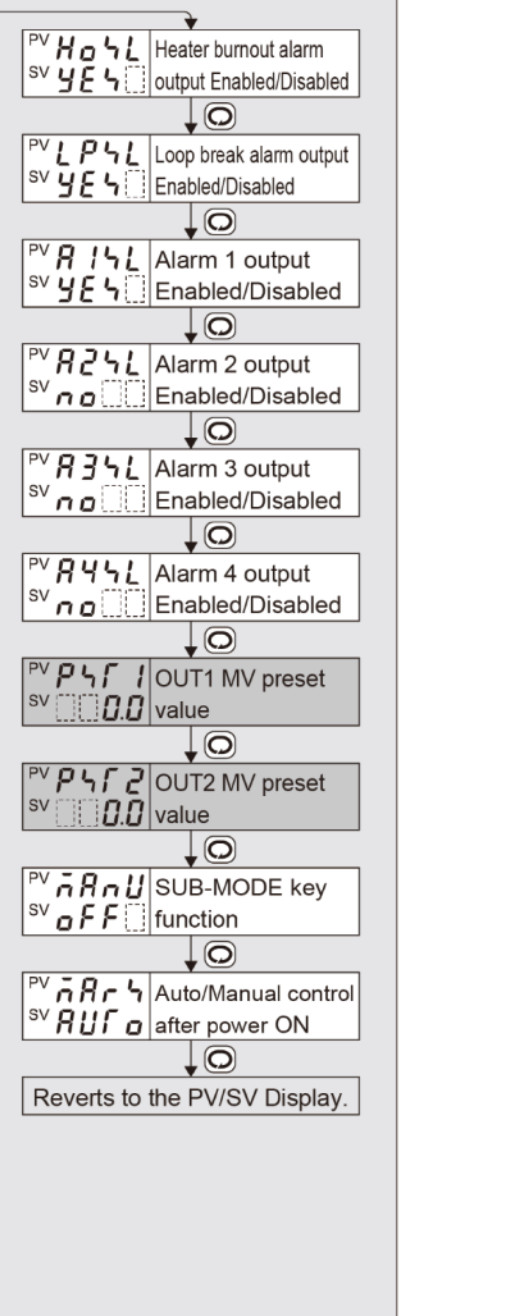 PV HoSL Heater burnout alarm
SV YES output Enabled/Disabled
PV LPSL Loop break alarm output
SV YES Enabled/Disabled
PV A1SL Alarm 1 output
SV YES Enabled/Disabled
PV A2SL Alarm 2 output
SV no Enabled/Disabled
PV A3SL Alarm 3 output
SV no Enabled/Disabled
PV A4SL Alarm 4 output
SV no Enabled/Disabled
PV PST1 OUT1 MV preset
SV 0.0 value
PV PST2 OUT2 MV preset
SV 0.0 value
PV MAnU SUB-MODE key
SV oFF function
PV MArS Auto/Manual control
SV AUTo after power ON
Reverts to the PV/SV Display.